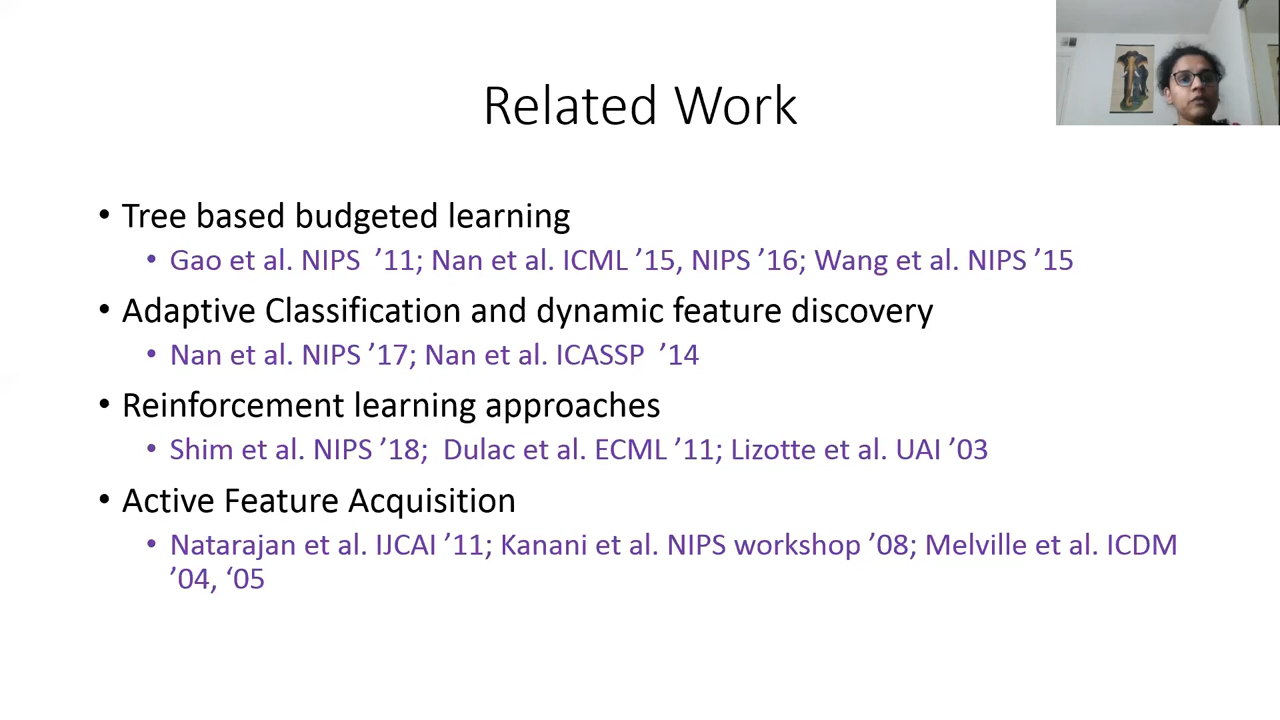 Related Work
• Tree based budgeted learning
• Gao et al. NIPS ’11; Nan et al. ICML ’15, NIPS ’16; Wang et al. NIPS ’15
• Adaptive Classification and dynamic feature discovery
• Nan et al. NIPS ’17; Nan et al. ICASSP ’14
• Reinforcement learning approaches
• Shim et al. NIPS ’18; Dulac et al. ECML ’11; Lizotte et al. UAI ’03
• Active Feature Acquisition
• Natarajan et al. IJCAI ’11; Kanani et al. NIPS workshop ’08; Melville et al. ICDM
’04, ‘05